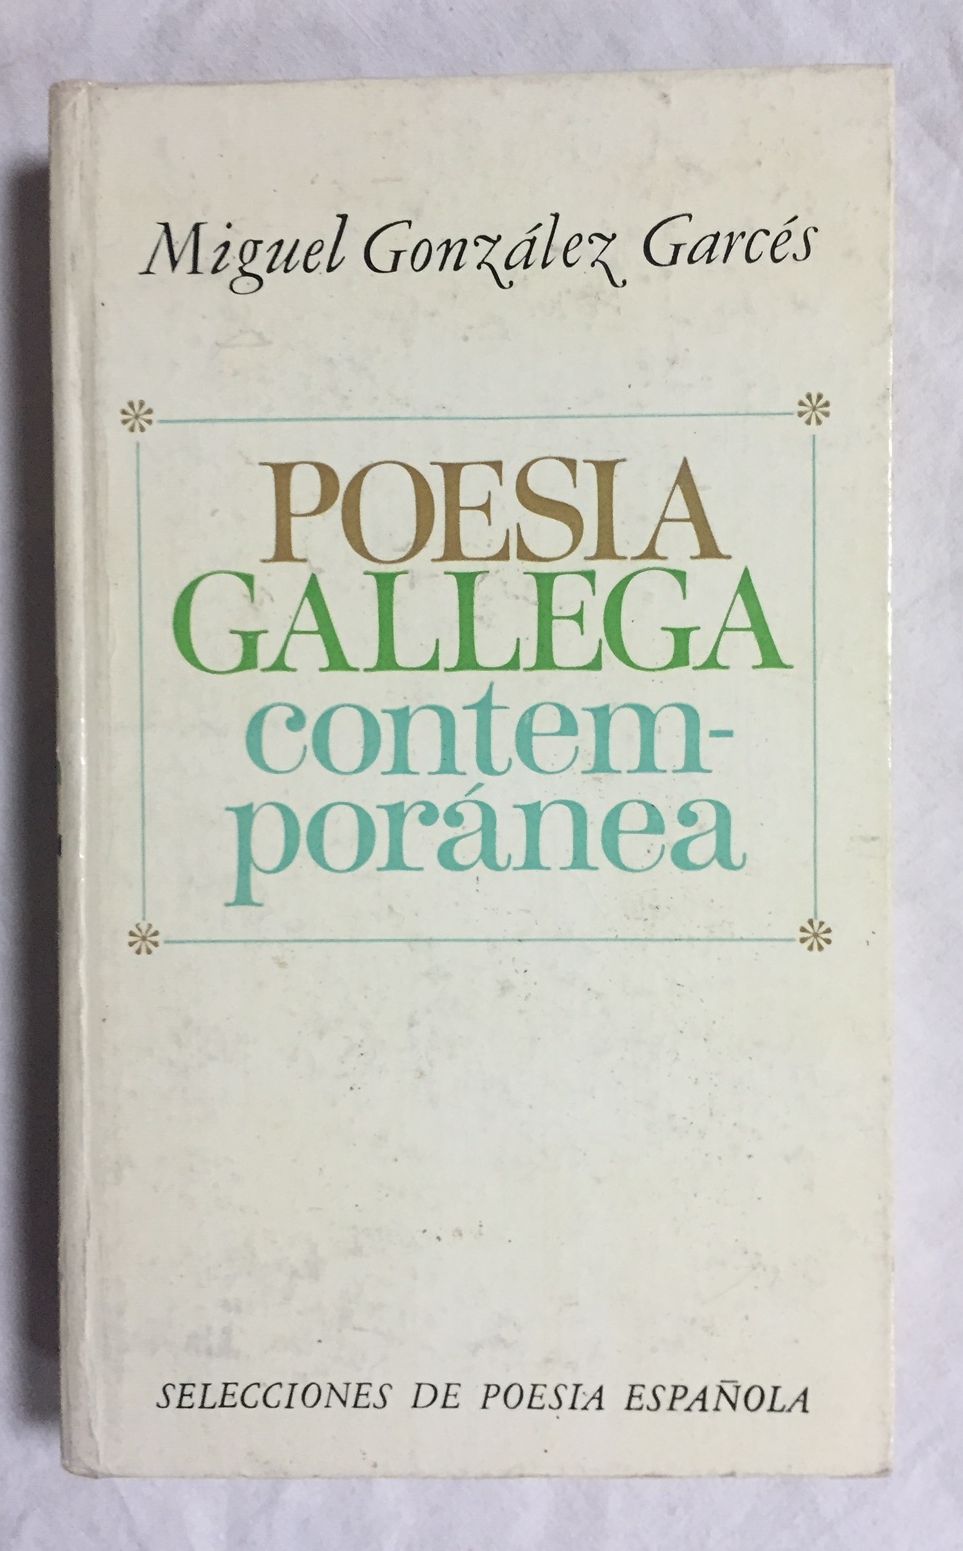 Miguel González Garcés
POESIA
GALLEGA
contem-
poránea
SELECCIONES DE POESIA ESPAÑOLA